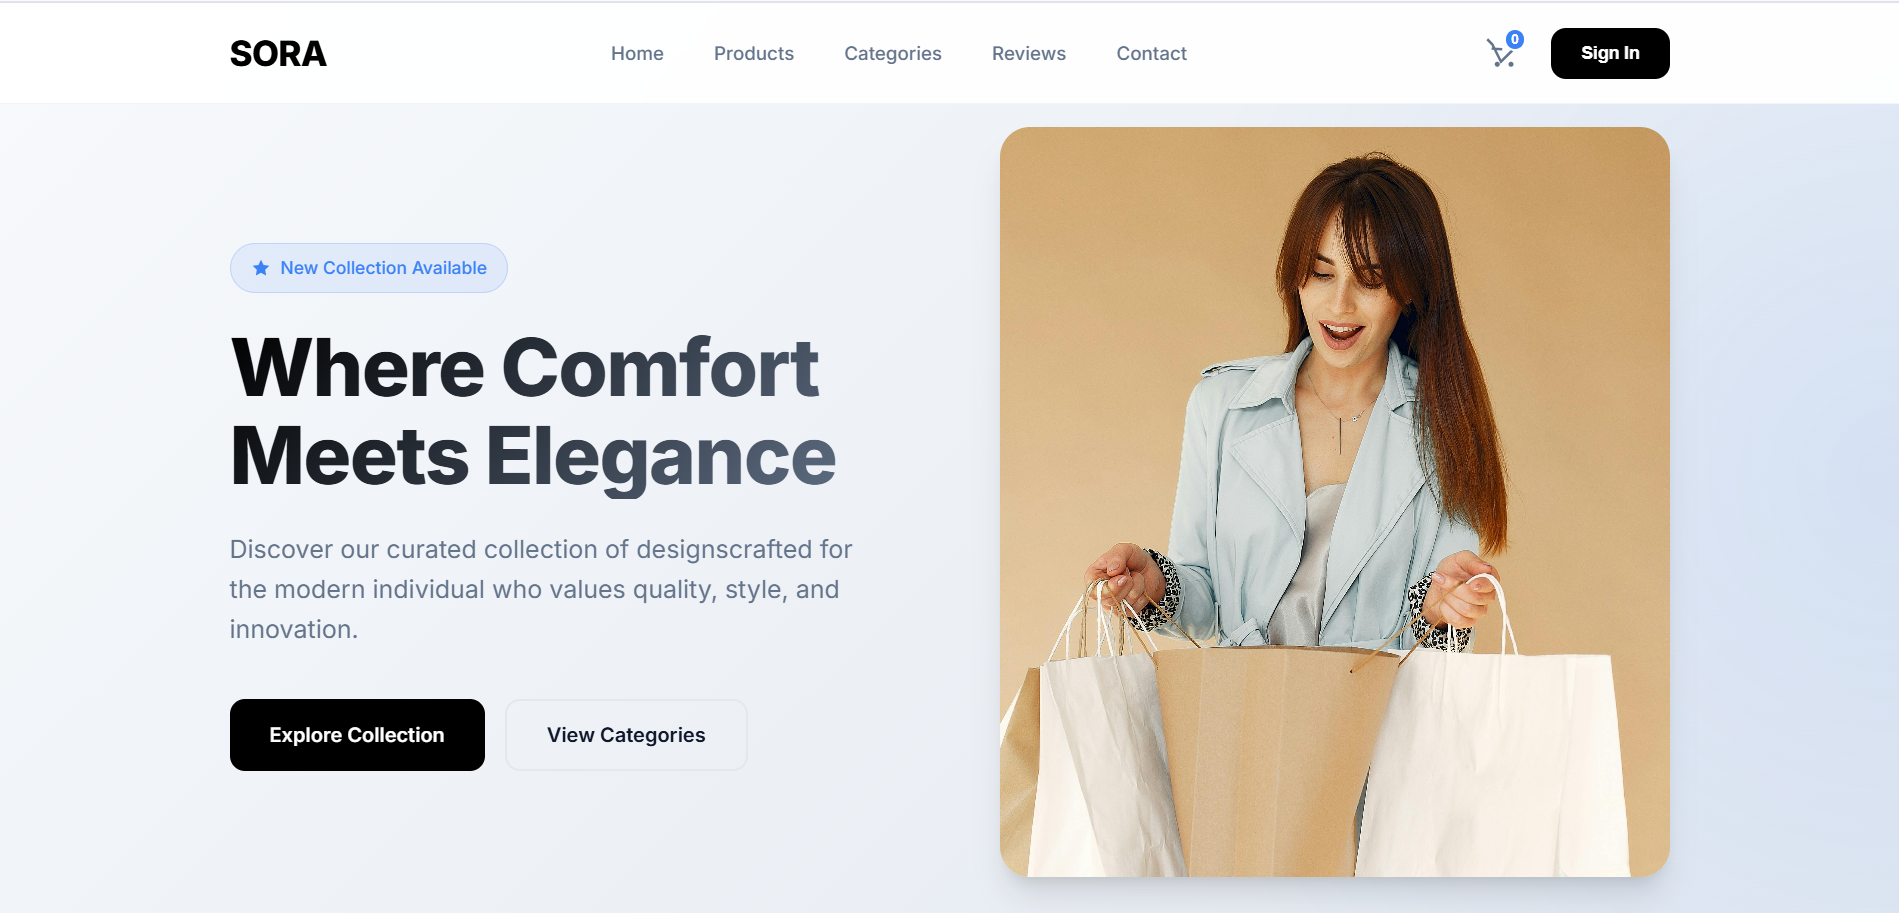 SORA
Home
Products
Categories
Reviews
Contact
0
Sign In
New Collection Available
Where Comfort
Meets Elegance
Discover our curated collection of designscrafted for
the modern individual who values quality, style, and
innovation.
Explore Collection
View Categories